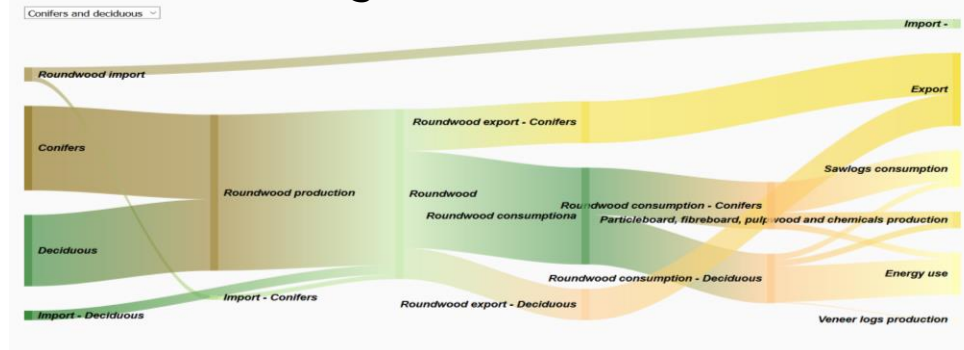 Conifers and deciduous
Import -
Roundwood import
Export
Roundwood export - Conifers
Conifers
Sawlogs consumption
Roundwood production
Roundwood
Roundwood consumption - Conifers
Roundwood consumptiona
Particleboard, fibreboard, pulpwood and chemicals production
Deciduous
Energy use
Roundwood consumption - Deciduous
Import - Conifers
Roundwood export - Deciduous
Import - Deciduous
Veneer logs production